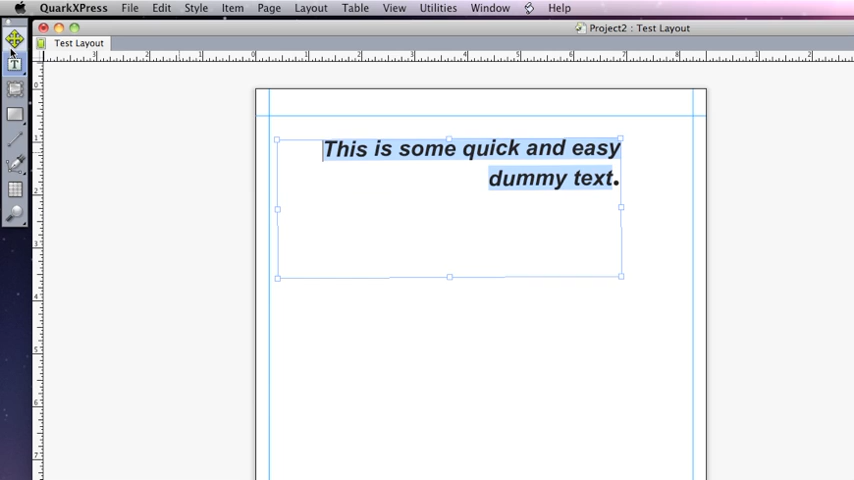 QuarkXPress File Edit Style Item Page Layout Table View Utilities Window Help
Project2 : Test Layout
Test Layout
This is some quick and easy
dummy text.